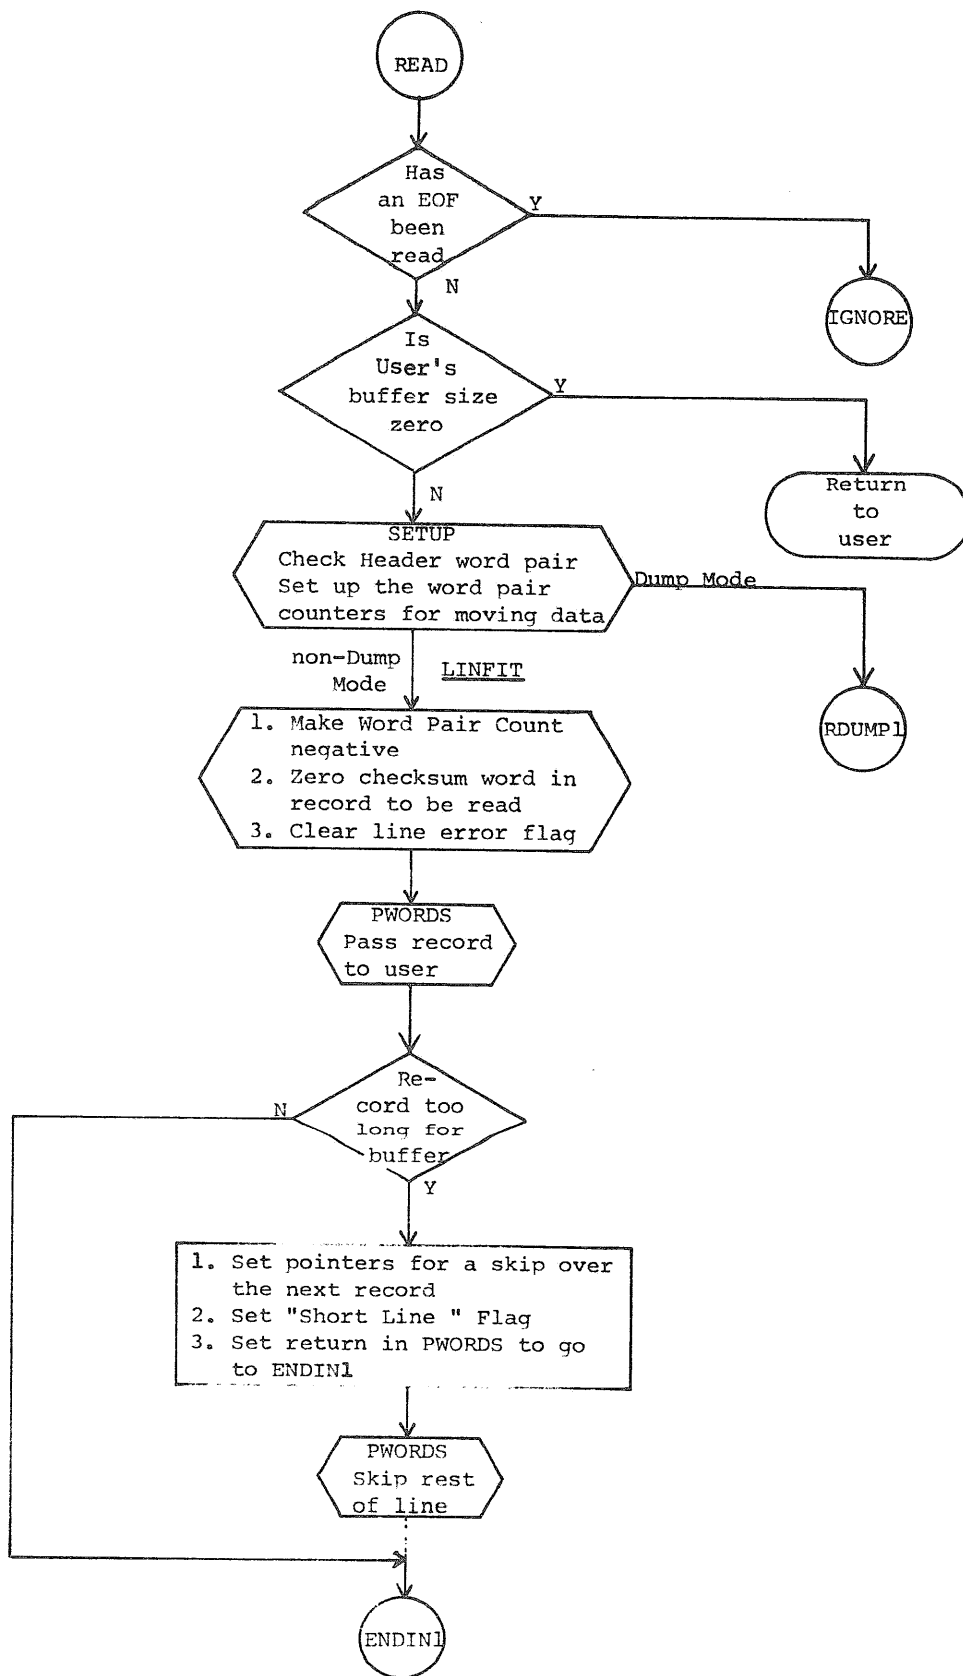 READ
Has
an EOF
been
read
Y
N
IGNORE
Is
User's
buffer size
zero
Y
N
Return
to
user
SETUP
Check Header word pair
Set up the word pair
counters for moving data
Dump Mode
non-Dump
Mode
LINFIT
RDUMP1
1. Make Word Pair Count
negative
2. Zero checksum word in
record to be read
3. Clear line error flag
PWORDS
Pass record
to user
Re-
cord too
long for
buffer
N
Y
1. Set pointers for a skip over
the next record
2. Set "Short Line " Flag
3. Set return in PWORDS to go
to ENDIN1
PWORDS
Skip rest
of line
ENDIN1